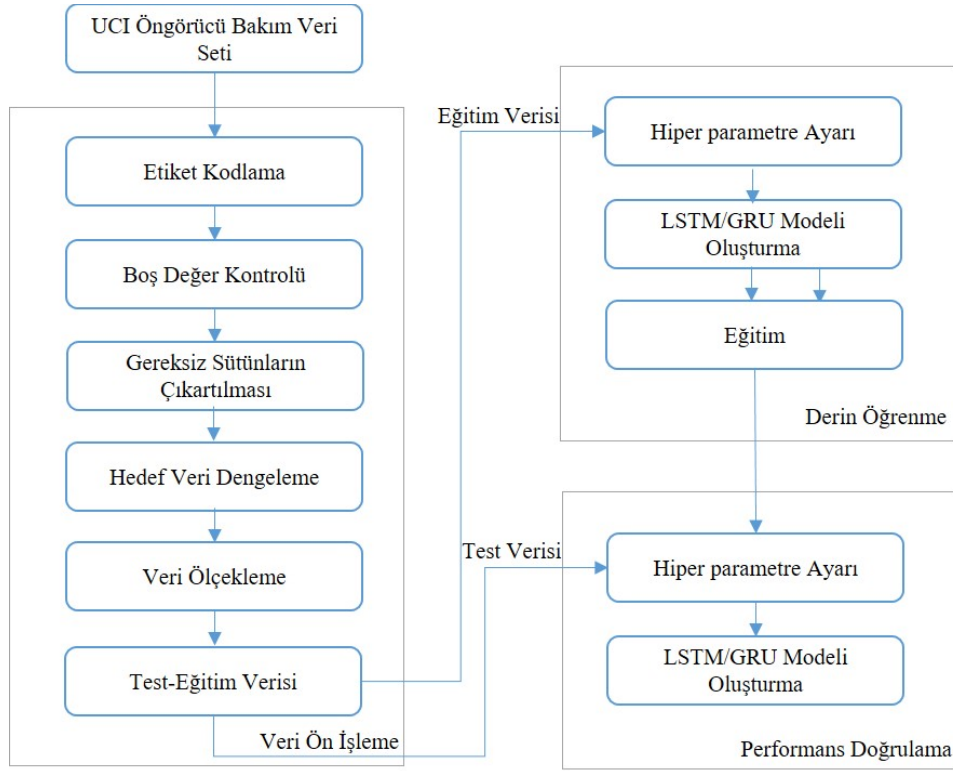 UCI Öngörücü Bakım Veri
Seti
Etiket Kodlama
Boş Değer Kontrolü
Gereksiz Sütünların
Çıkartılması
Hedef Veri Dengeleme
Veri Ölçekleme
Test-Eğitim Verisi
Veri Ön İşleme
Eğitim Verisi
Hiper parametre Ayarı
LSTM/GRU Modeli
Oluşturma
Eğitim
Derin Öğrenme
Test Verisi
Hiper parametre Ayarı
LSTM/GRU Modeli
Oluşturma
Performans Doğrulama